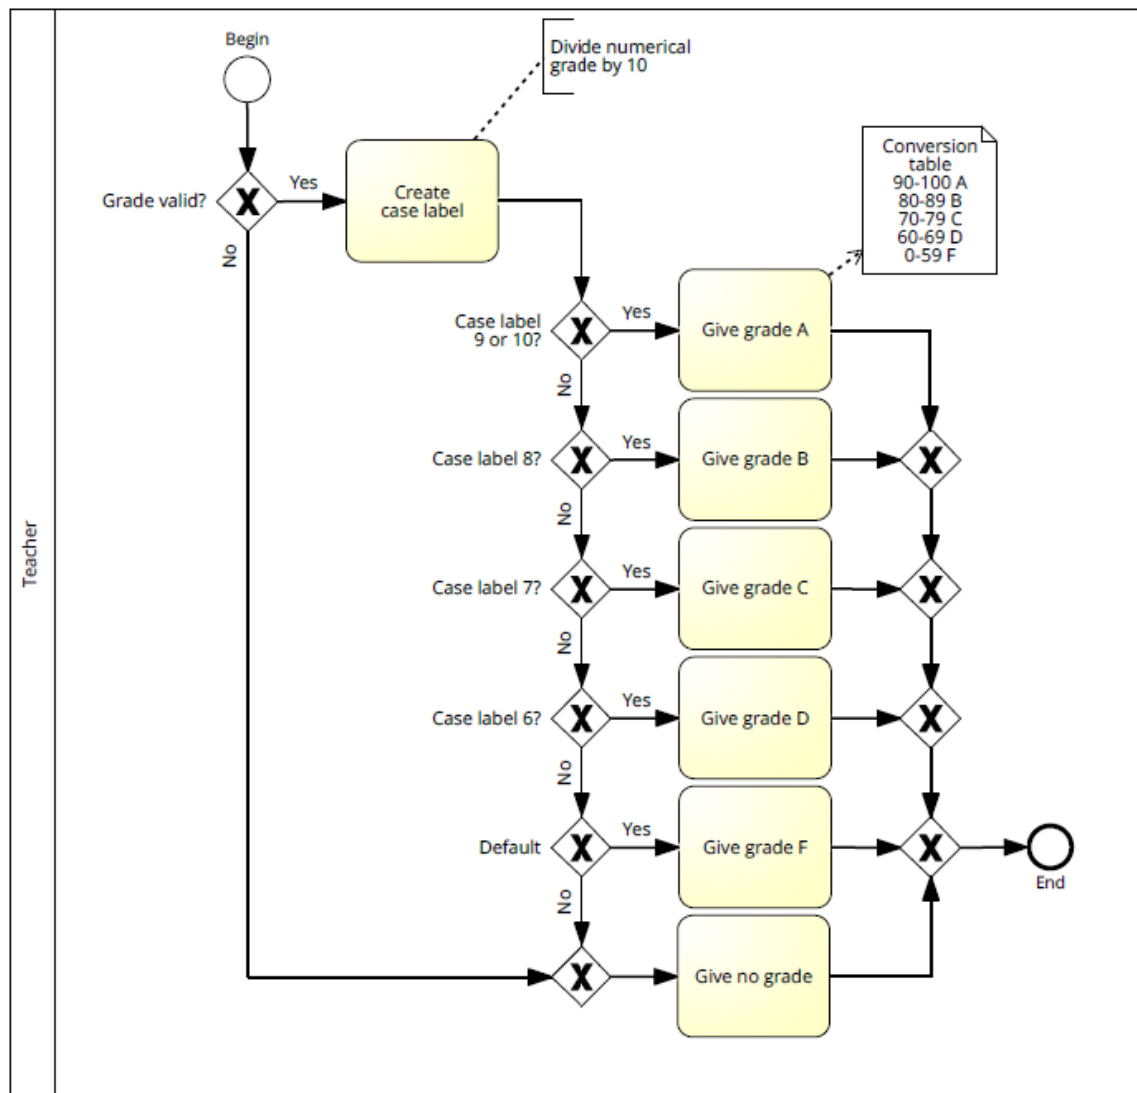 Begin
Divide numerical
grade by 10
Conversion
table
90-100 A
80-89 B
70-79 C
60-69 D
0-59 F
Grade valid?
Yes
Create
case label
No
Case label
9 or 10?
Yes
Give grade A
No
Case label 8?
Yes
Give grade B
No
Teacher
Case label 7?
Yes
Give grade C
No
Case label 6?
Yes
Give grade D
No
Default
Yes
Give grade F
End
No
Give no grade